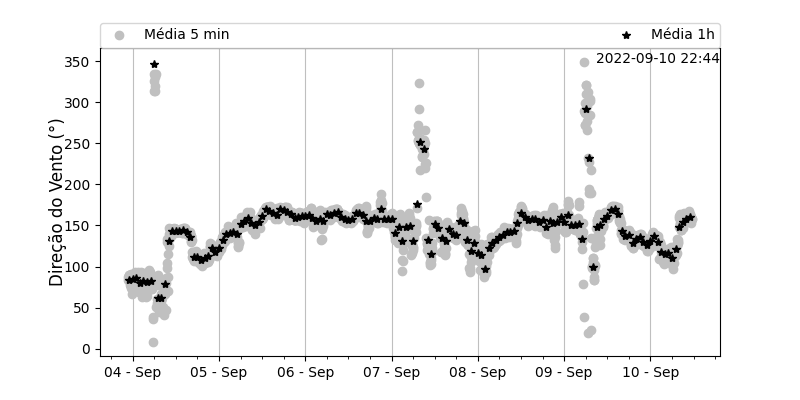 Média 5 min
Média 1h
2022-09-10 22:44
Direção do Vento (°)
350
300
250
200
150
100
50
0
04 - Sep
05 - Sep
06 - Sep
07 - Sep
08 - Sep
09 - Sep
10 - Sep